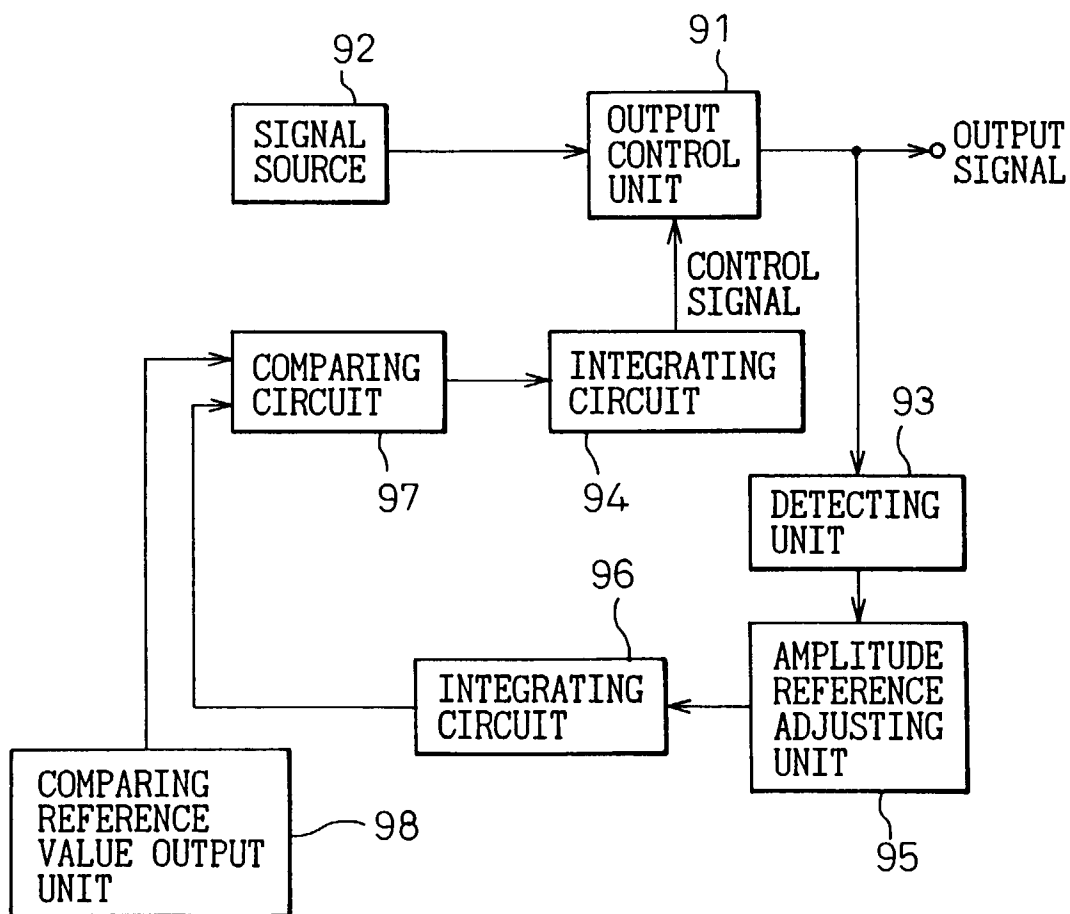 92
91
SIGNAL
SOURCE
OUTPUT
CONTROL
UNIT
OUTPUT
SIGNAL
CONTROL
SIGNAL
COMPARING
CIRCUIT
INTEGRATING
CIRCUIT
97
94
93
DETECTING
UNIT
96
INTEGRATING
CIRCUIT
AMPLITUDE
REFERENCE
ADJUSTING
UNIT
95
COMPARING
REFERENCE
VALUE OUTPUT
UNIT
98